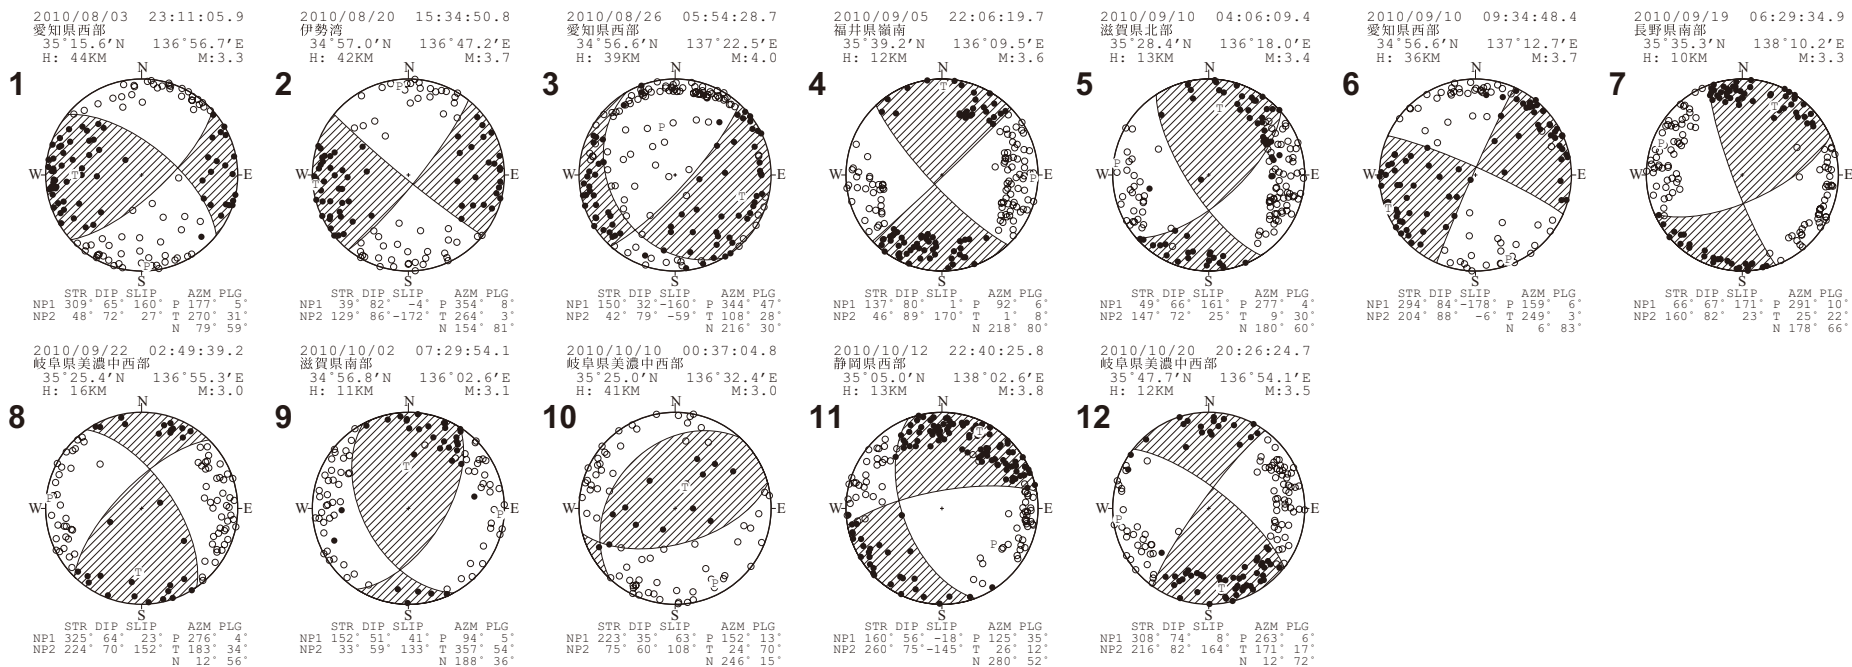 1
2010/08/03 23:11:05.9
愛知県西部
35°15.6′N 136°56.7′E
H: 44KM M:3.3
N
W E
T
P
S
STR DIP SLIP AZM PLG
NP1 309° 65° 160° P 177° 5°
NP2 48° 72° 27° T 270° 31°
N 79° 59°
2
2010/08/20 15:34:50.8
伊勢湾
34°57.0′N 136°47.2′E
H: 42KM M:3.7
N
P
W E
T
S
STR DIP SLIP AZM PLG
NP1 39° 82° -4° P 354° 8°
NP2 129° 86°-172° T 264° 3°
N 154° 81°
3
2010/08/26 05:54:28.7
愛知県西部
34°56.6′N 137°22.5′E
H: 39KM M:4.0
N
P
W E
T
S
STR DIP SLIP AZM PLG
NP1 150° 32°-160° P 344° 47°
NP2 42° 79° -59° T 108° 28°
N 216° 30°
4
2010/09/05 22:06:19.7
福井県嶺南
35°39.2′N 136°09.5′E
H: 12KM M:3.6
N
T
W E
P
S
STR DIP SLIP AZM PLG
NP1 137° 80° 1° P 92° 6°
NP2 46° 89° 170° T 1° 8°
N 218° 80°
5
2010/09/10 04:06:09.4
滋賀県北部
35°28.4′N 136°18.0′E
H: 13KM M:3.4
N
T
P
W E
S
STR DIP SLIP AZM PLG
NP1 49° 66° 161° P 277° 4°
NP2 147° 72° 25° T 9° 30°
N 180° 60°
6
2010/09/10 09:34:48.4
愛知県西部
34°56.6′N 137°12.7′E
H: 36KM M:3.7
N
W E
T
P
S
STR DIP SLIP AZM PLG
NP1 294° 84°-178° P 159° 6°
NP2 204° 88° -6° T 249° 3°
N 6° 83°
7
2010/09/19 06:29:34.9
長野県南部
35°35.3′N 138°10.2′E
H: 10KM M:3.3
N
T
P
W E
S
STR DIP SLIP AZM PLG
NP1 66° 67° 171° P 291° 10°
NP2 160° 82° 23° T 25° 22°
N 178° 66°
8
2010/09/22 02:49:39.2
岐阜県美濃中西部
35°25.4′N 136°55.3′E
H: 16KM M:3.0
N
P
W E
T
S
STR DIP SLIP AZM PLG
NP1 325° 64° 23° P 276° 4°
NP2 224° 70° 152° T 183° 34°
N 12° 56°
9
2010/10/02 07:29:54.1
滋賀県南部
34°56.8′N 136°02.6′E
H: 11KM M:3.1
N
T
W E
P
S
STR DIP SLIP AZM PLG
NP1 152° 51° 41° P 94° 5°
NP2 33° 59° 133° T 357° 54°
N 188° 36°
10
2010/10/10 00:37:04.8
岐阜県美濃中西部
35°25.0′N 136°32.4′E
H: 41KM M:3.0
N
T
W E
P
S
STR DIP SLIP AZM PLG
NP1 223° 35° 63° P 152° 13°
NP2 75° 60° 108° T 24° 70°
N 246° 15°
11
2010/10/12 22:40:25.8
静岡県西部
35°05.0′N 138°02.6′E
H: 13KM M:3.8
N
T
W E
P
S
STR DIP SLIP AZM PLG
NP1 160° 56° -18° P 125° 35°
NP2 260° 75°-145° T 26° 12°
N 280° 52°
12
2010/10/20 20:26:24.7
岐阜県美濃中西部
35°47.7′N 136°54.1′E
H: 12KM M:3.5
N
W E
P
T
S
STR DIP SLIP AZM PLG
NP1 308° 74° 8° P 263° 6°
NP2 216° 82° 164° T 171° 17°
N 12° 72°